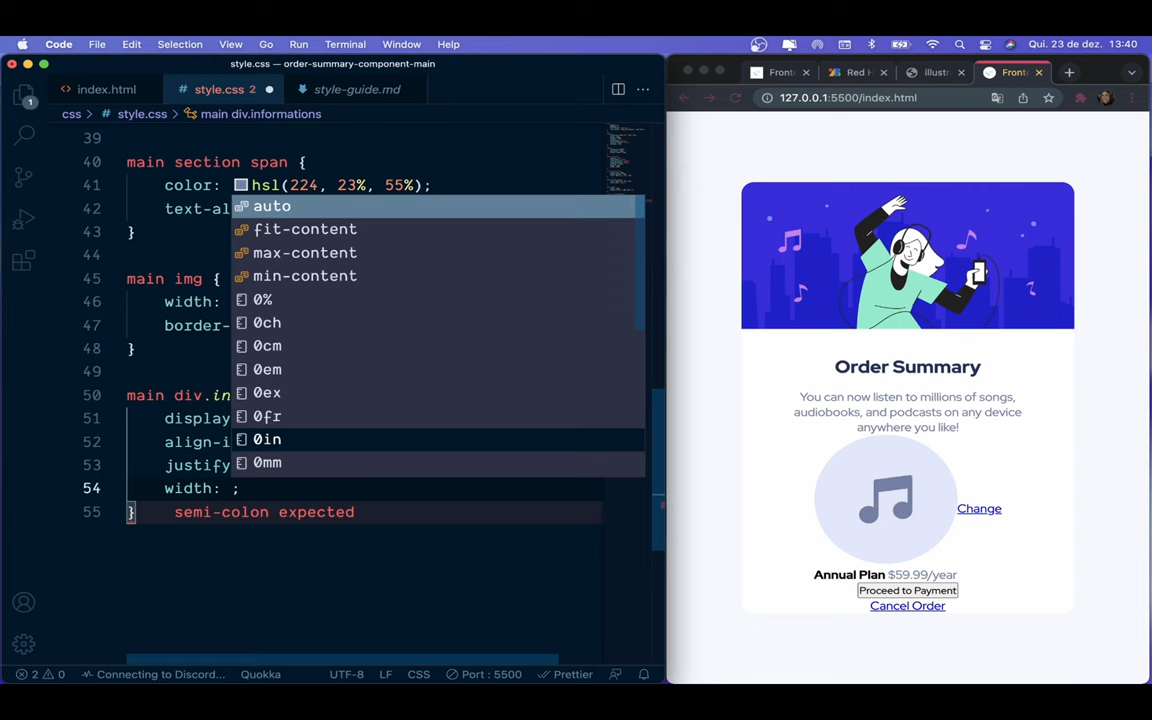 Code File Edit Selection View Go Run Terminal Window Help Qui. 23 de dez. 13:40
style.css — order-summary-component-main
index.html # style.css 2 style-guide.md
css > # style.css > main div.informations
39
40 main section span {
41 color: hsl(224, 23%, 55%);
42 text-al
43 }
44
45 main img {
46 width:
47 border-
48 }
49
50 main div.in
51 display
52 align-i
53 justify
54 width: ;
55 } semi-colon expected
auto
fit-content
max-content
min-content
0%
0ch
0cm
0em
0ex
0fr
0in
0mm
1
2 0 Connecting to Discord... Quokka UTF-8 LF CSS Port : 5500 Prettier
Fronte Red H illustr Fronte
127.0.0.1:5500/index.html
Order Summary
You can now listen to millions of songs,
audiobooks, and podcasts on any device
anywhere you like!
Change
Annual Plan $59.99/year
Proceed to Payment
Cancel Order